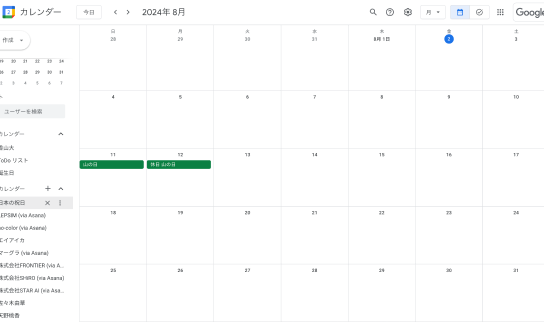 カレンダー 今日 2024年 8月 月 Google
日 月 火 水 木 金 土
28 29 30 31 8月 1日 2 3
作成
19 20 21 22 23 24
26 27 28 29 30 31
2 3 4 5 6 7
ユーザーを検索
4 5 6 7 8 9 10
カレンダー
ToDo リスト
誕生日
11 12 13 14 15 16 17
山の日 休日 山の日
カレンダー
日本の祝日
EPSIM (via Asana)
o-color (via Asana)
エイアイカ
マーグラ (via Asana)
株式会社FRONTIER (via A...
株式会社SHIRO (via Asana)
株式会社STAR AI (via Asa...
佐々木由華
天野桃香
18 19 20 21 22 23 24
25 26 27 28 29 30 31